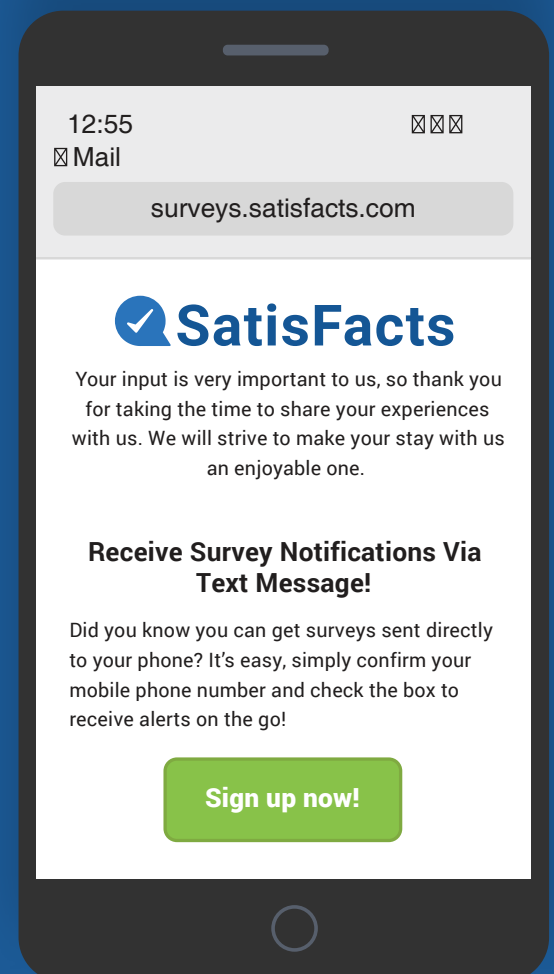 12:55
Mail
surveys.satisfacts.com
SatisFacts
Your input is very important to us, so thank you
for taking the time to share your experiences
with us. We will strive to make your stay with us
an enjoyable one.
Receive Survey Notifications Via
Text Message!
Did you know you can get surveys sent directly
to your phone? It’s easy, simply confirm your
mobile phone number and check the box to
receive alerts on the go!
Sign up now!